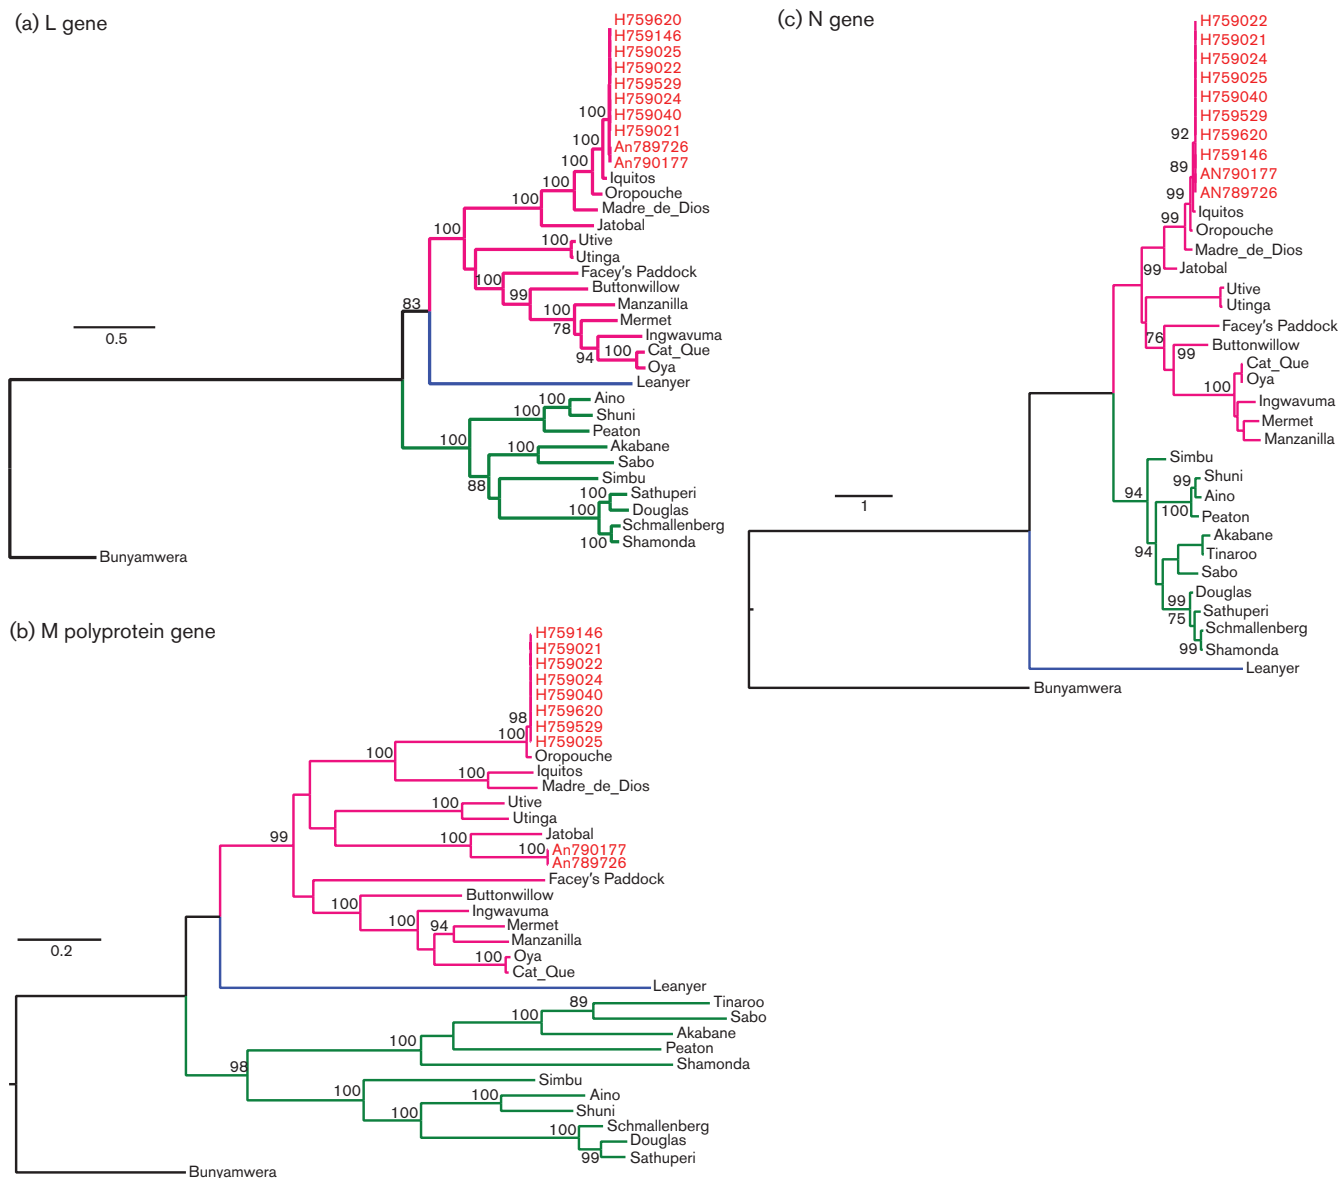 (a) L gene
H759620
H759146
H759025
H759022
H759529
H759024
100
H759040
H759021
100
An789726
100
An790177
Iquitos
100
Oropouche
100
Madre_de_Dios
100
Jatobal
100
Utive
Utinga
100
Facey's Paddock
99
Buttonwillow
100
Manzanilla
78
Mermet
Ingwavuma
94
100
Cat_Que
Oya
83
Leanyer
0.5
100
Aino
100
Shuni
Peaton
100
100
Akabane
Sabo
88
Simbu
100
Sathuperi
100
Douglas
Schmallenberg
100
Shamonda
Bunyamwera
(b) M polyprotein gene
H759146
H759021
H759022
H759024
H759040
H759620
98
H759529
100
H759025
100
Oropouche
100
Iquitos
Madre_de_Dios
100
Utive
Utinga
99
Jatobal
100
100
An790177
An789726
Facey's Paddock
100
Buttonwillow
100
Ingwavuma
94
Mermet
Manzanilla
100
Oya
Cat_Que
0.2
Leanyer
89
Tinaroo
100
Sabo
Akabane
100
Peaton
Shamonda
98
Simbu
100
100
Aino
100
Shuni
100
Schmallenberg
Douglas
99
Sathuperi
Bunyamwera
(c) N gene
H759022
H759021
H759024
H759025
H759040
H759529
92
H759620
H759146
89
AN790177
99
AN789726
Iquitos
99
Oropouche
Madre_de_Dios
99
Jatobal
Utive
Utinga
Facey's Paddock
76
99
Buttonwillow
Cat_Que
100
Oya
Ingwavuma
Mermet
Manzanilla
Simbu
94
99
Shuni
Aino
100
Peaton
1
Akabane
94
Tinaroo
Sabo
99
Douglas
75
Sathuperi
Schmallenberg
99
Shamonda
Leanyer
Bunyamwera